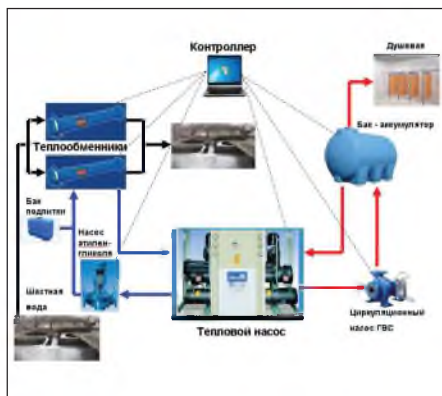 Контроллер
Душевая
Теплообменники
Бак - аккумулятор
Бак
подпитки
Насос
этилен-
гликоля
Шахтная
вода
Тепловой насос
Циркуляционный
насос ГВС